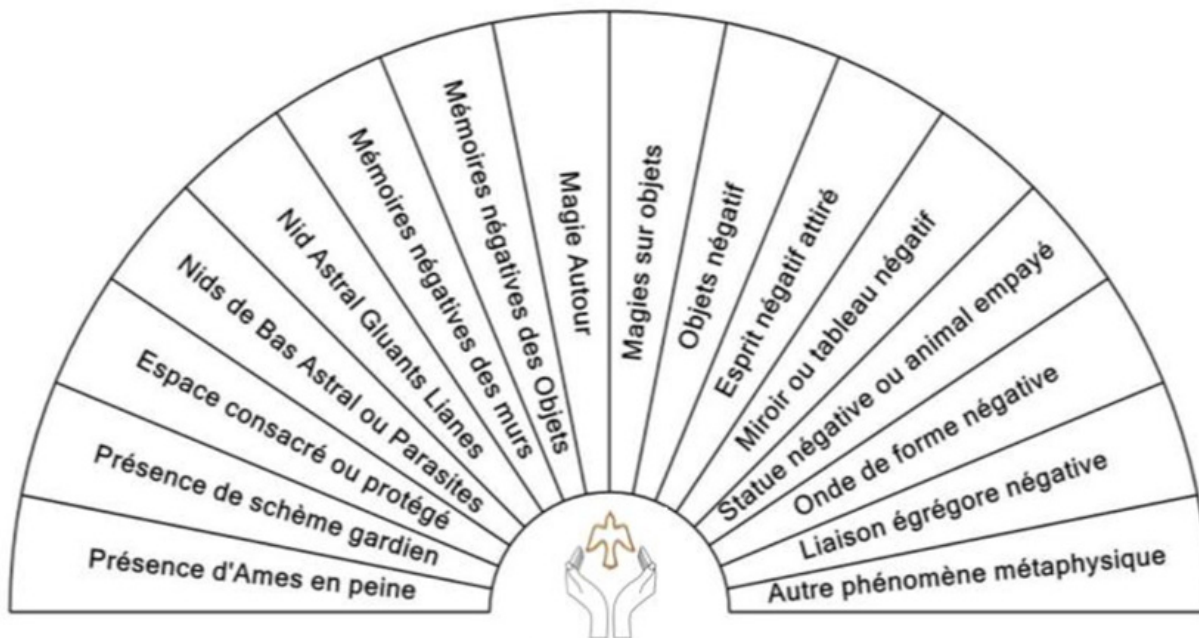 Présence d'Ames en peine
Présence de schème gardien
Espace consacré ou protégé
Nids de Bas Astral ou Parasites
Nid Astral Gluants Lianes
Mémoires négatives des murs
Mémoires négatives des Objets
Magie Autour
Magies sur objets
Objets négatif
Esprit négatif attiré
Miroir ou tableau négatif
Statue négative ou animal empayé
Onde de forme négative
Liaison égrégore négative
Autre phénomène métaphysique